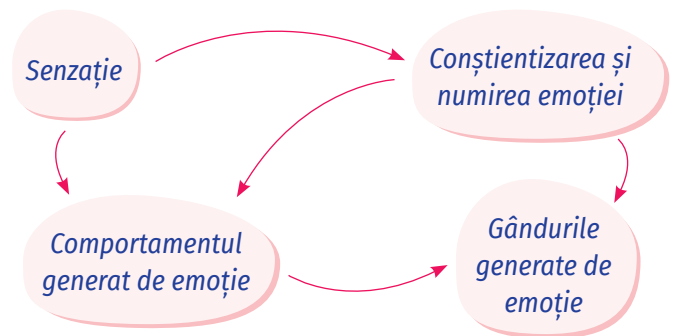 Senzație
Conștientizarea și
numirea emoției
Comportamentul
generat de emoție
Gândurile
generate de
emoție